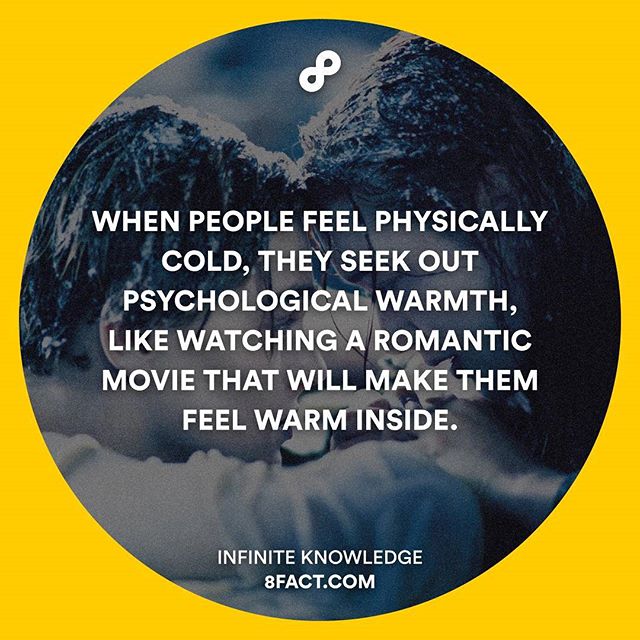 WHEN PEOPLE FEEL PHYSICALLY
COLD, THEY SEEK OUT
PSYCHOLOGICAL WARMTH,
LIKE WATCHING A ROMANTIC
MOVIE THAT WILL MAKE THEM
FEEL WARM INSIDE.
INFINITE KNOWLEDGE
8FACT.COM